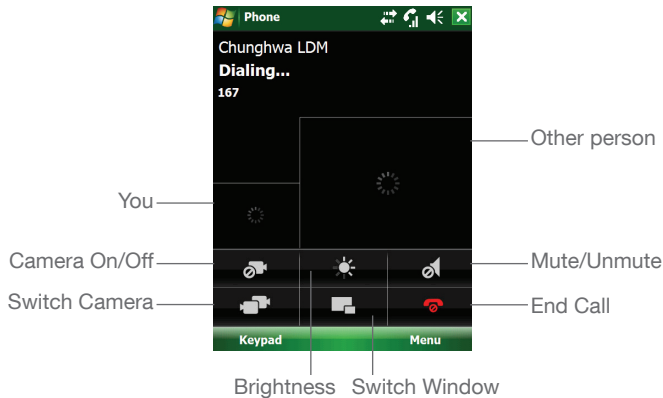 Phone
Chunghwa LDM
Dialing...
167
Other person
You
Camera On/Off
Mute/Unmute
Switch Camera
End Call
Keypad
Menu
Brightness
Switch Window